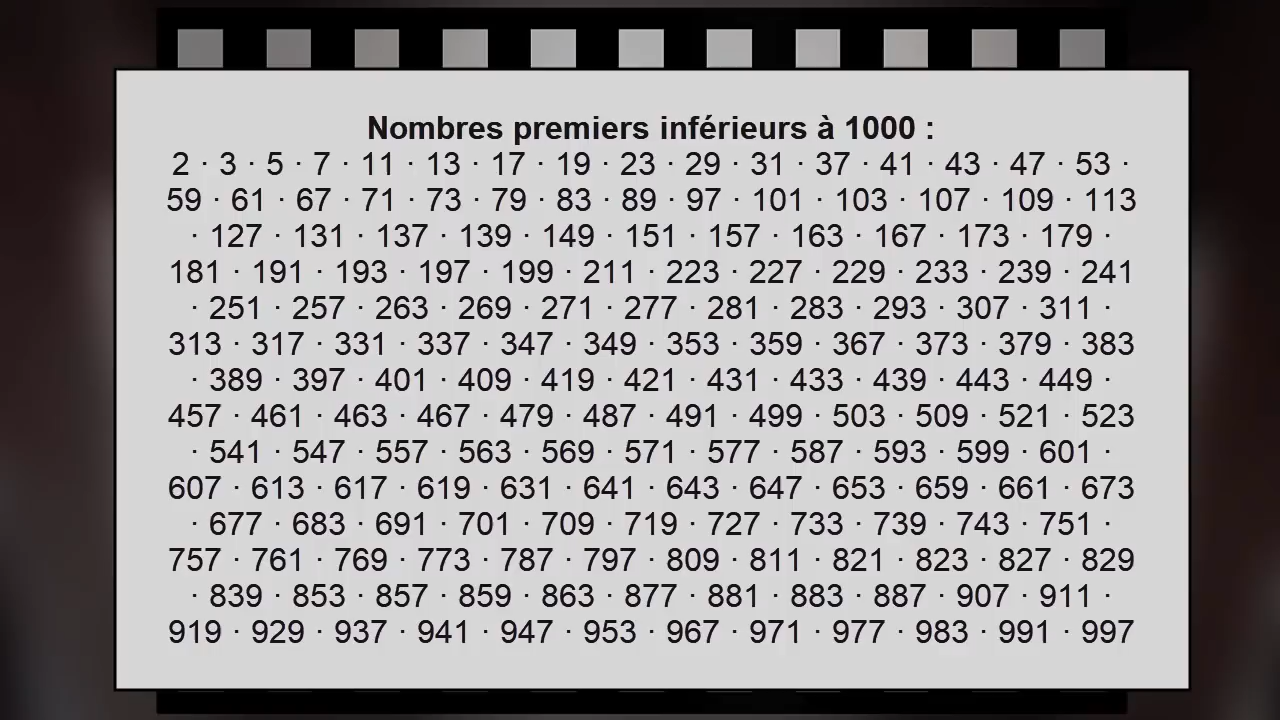 Nombres premiers inférieurs à 1000 :
2 · 3 · 5 · 7 · 11 · 13 · 17 · 19 · 23 · 29 · 31 · 37 · 41 · 43 · 47 · 53 ·
59 · 61 · 67 · 71 · 73 · 79 · 83 · 89 · 97 · 101 · 103 · 107 · 109 · 113
· 127 · 131 · 137 · 139 · 149 · 151 · 157 · 163 · 167 · 173 · 179 ·
181 · 191 · 193 · 197 · 199 · 211 · 223 · 227 · 229 · 233 · 239 · 241
· 251 · 257 · 263 · 269 · 271 · 277 · 281 · 283 · 293 · 307 · 311 ·
313 · 317 · 331 · 337 · 347 · 349 · 353 · 359 · 367 · 373 · 379 · 383
· 389 · 397 · 401 · 409 · 419 · 421 · 431 · 433 · 439 · 443 · 449 ·
457 · 461 · 463 · 467 · 479 · 487 · 491 · 499 · 503 · 509 · 521 · 523
· 541 · 547 · 557 · 563 · 569 · 571 · 577 · 587 · 593 · 599 · 601 ·
607 · 613 · 617 · 619 · 631 · 641 · 643 · 647 · 653 · 659 · 661 · 673
· 677 · 683 · 691 · 701 · 709 · 719 · 727 · 733 · 739 · 743 · 751 ·
757 · 761 · 769 · 773 · 787 · 797 · 809 · 811 · 821 · 823 · 827 · 829
· 839 · 853 · 857 · 859 · 863 · 877 · 881 · 883 · 887 · 907 · 911 ·
919 · 929 · 937 · 941 · 947 · 953 · 967 · 971 · 977 · 983 · 991 · 997